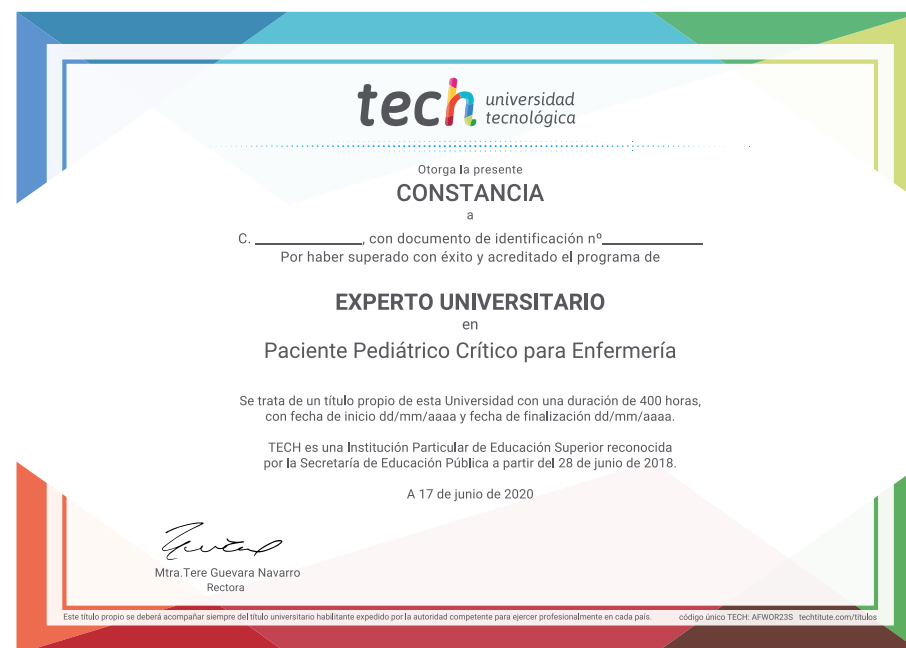 tech universidad
tecnológica
Otorga la presente
CONSTANCIA
a
C. ________________, con documento de identificación nº_______________
Por haber superado con éxito y acreditado el programa de
EXPERTO UNIVERSITARIO
en
Paciente Pediátrico Crítico para Enfermería
Se trata de un título propio de esta Universidad con una duración de 400 horas,
con fecha de inicio dd/mm/aaaa y fecha de finalización dd/mm/aaaa.
TECH es una Institución Particular de Educación Superior reconocida
por la Secretaría de Educación Pública a partir del 28 de junio de 2018.
A 17 de junio de 2020
Mtra.Tere Guevara Navarro
Rectora
Este título propio se deberá acompañar siempre del título universitario habilitante expedido por la autoridad competente para ejercer profesionalmente en cada país. código único TECH: AFWOR23S techtitute.com/titulos